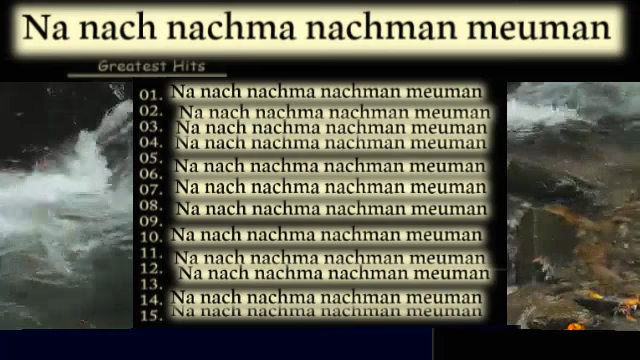 Na nach nachma nachman meuman
Greatest Hits
01. Na nach nachma nachman meuman
02. Na nach nachma nachman meuman
03. Na nach nachma nachman meuman
04. Na nach nachma nachman meuman
05. Na nach nachma nachman meuman
06.
07. Na nach nachma nachman meuman
08. Na nach nachma nachman meuman
09.
10. Na nach nachma nachman meuman
11. Na nach nachma nachman meuman
12. Na nach nachma nachman meuman
13.
14. Na nach nachma nachman meuman
15. Na nach nachma nachman meuman